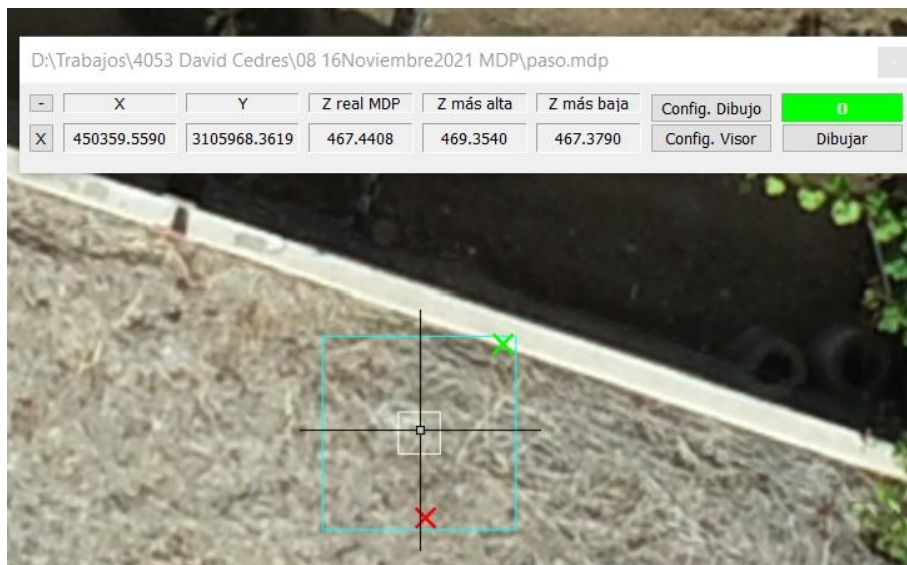 D:\Trabajos\4053 David Cedres\08 16Noviembre2021 MDP\paso.mdp
- X Y Z real MDP Z más alta Z más baja Config. Dibujo 0
X 450359.5590 3105968.3619 467.4408 469.3540 467.3790 Config. Visor Dibujar